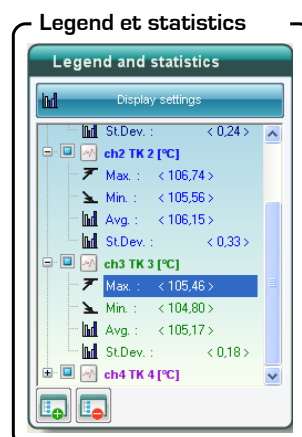 Legend et statistics
Legend and statistics
Display settings
St.Dev. : < 0,24 >
ch2 TK 2 [°C]
Max. : < 106,74 >
Min. : < 105,56 >
Avg. : < 106,15 >
St.Dev. : < 0,33 >
ch3 TK 3 [°C]
Max. : < 105,46 >
Min. : < 104,80 >
Avg. : < 105,17 >
St.Dev. : < 0,18 >
ch4 TK 4 [°C]